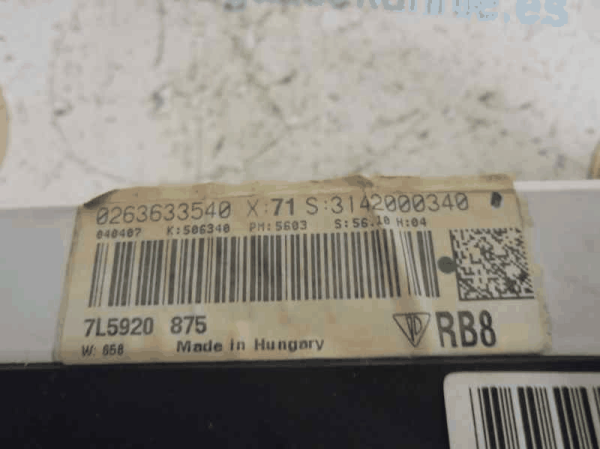 0263633540 X:71 S:3142000340
040407 K:506340 PM:5603 S:56.10 H:04
7L5920 875 RB8
W: 658 Made in Hungary